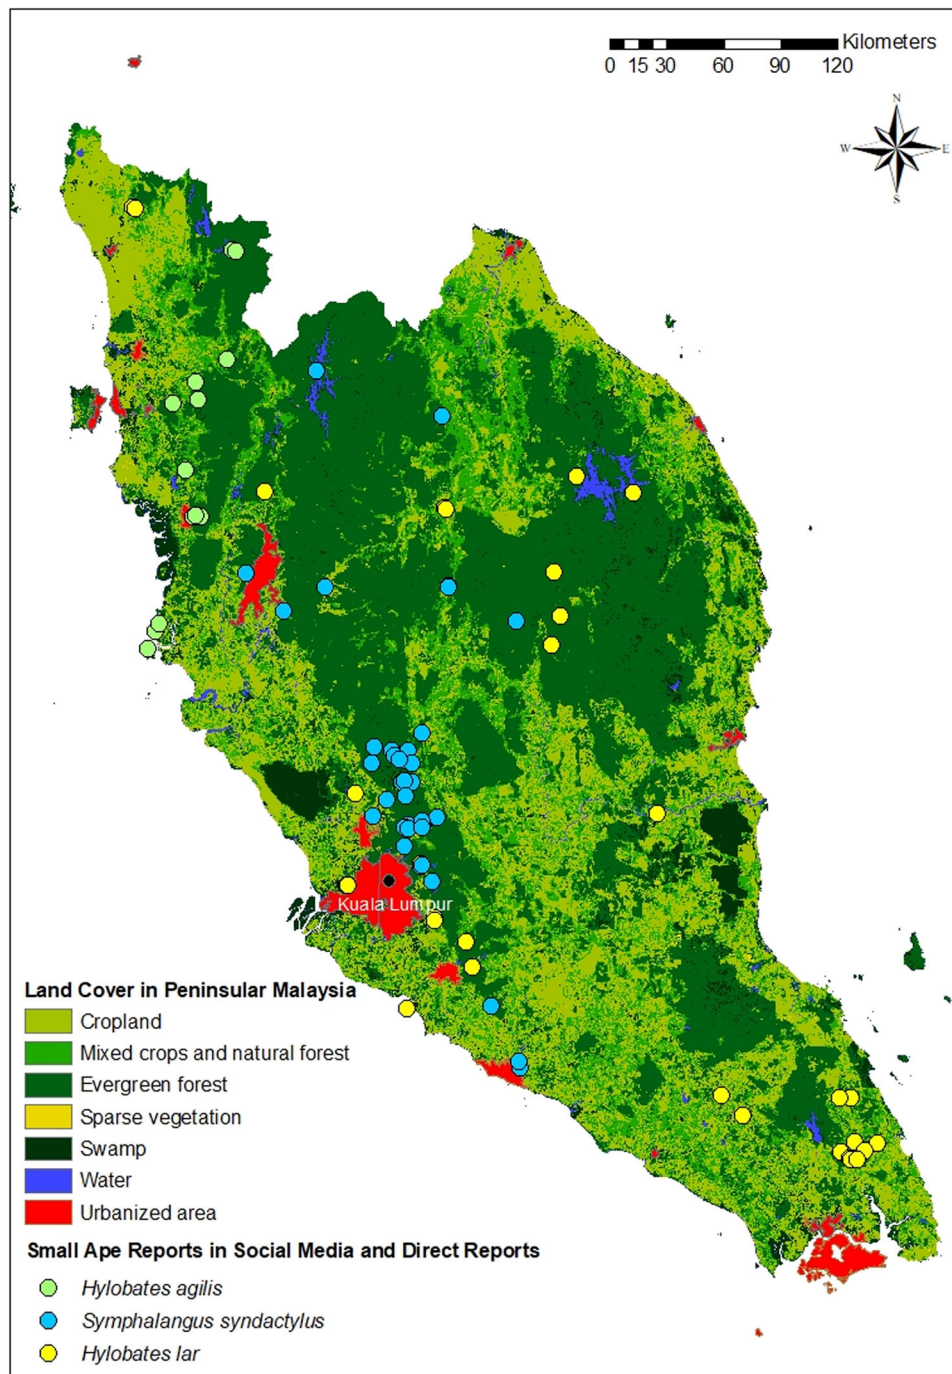 Kilometers
0 15 30 60 90 120
N
W E
S
Kuala Lumpur
Land Cover in Peninsular Malaysia
Cropland
Mixed crops and natural forest
Evergreen forest
Sparse vegetation
Swamp
Water
Urbanized area
Small Ape Reports in Social Media and Direct Reports
Hylobates agilis
Symphalangus syndactylus
Hylobates lar